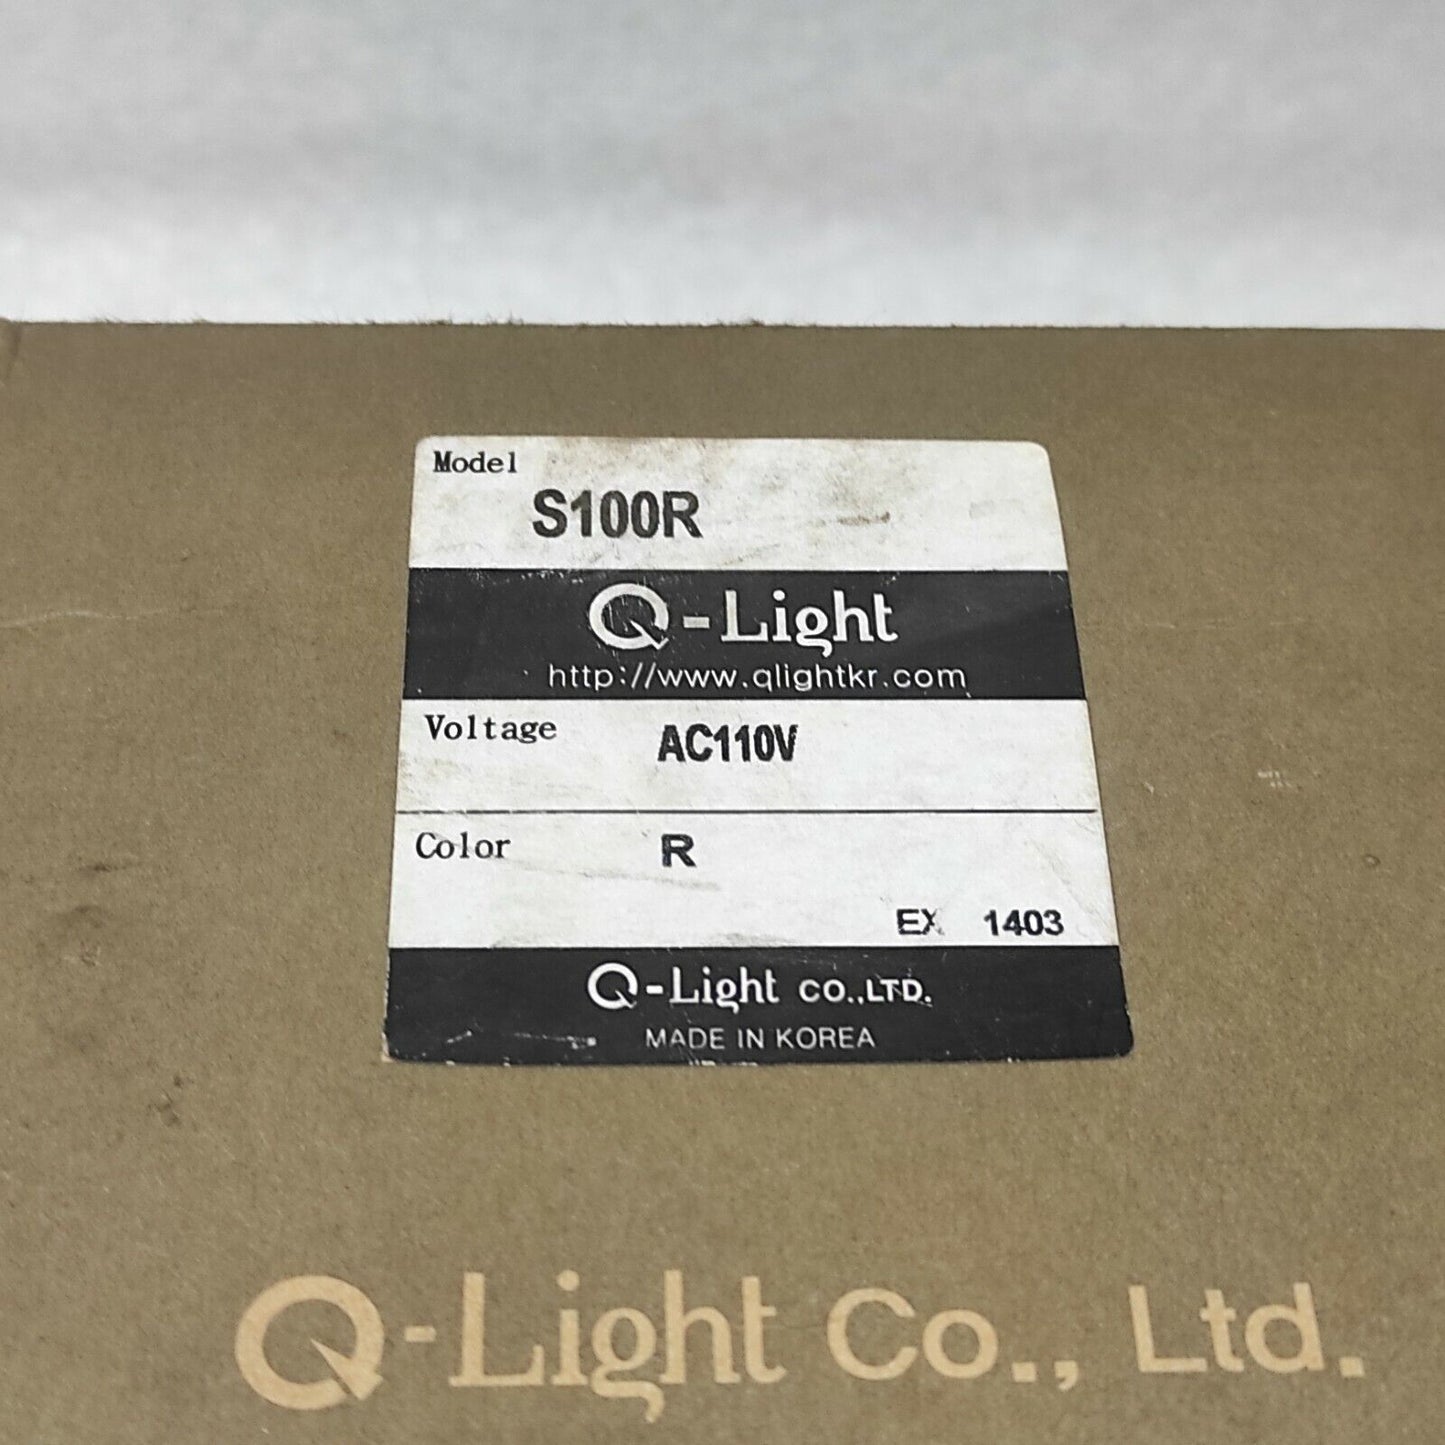 Model
S100R
Q-Light
http://www.qlightkr.com
Voltage AC110V
Color R
EX 1403
Q-Light CO.,LTD.
MADE IN KOREA
Q-Light Co., Ltd.